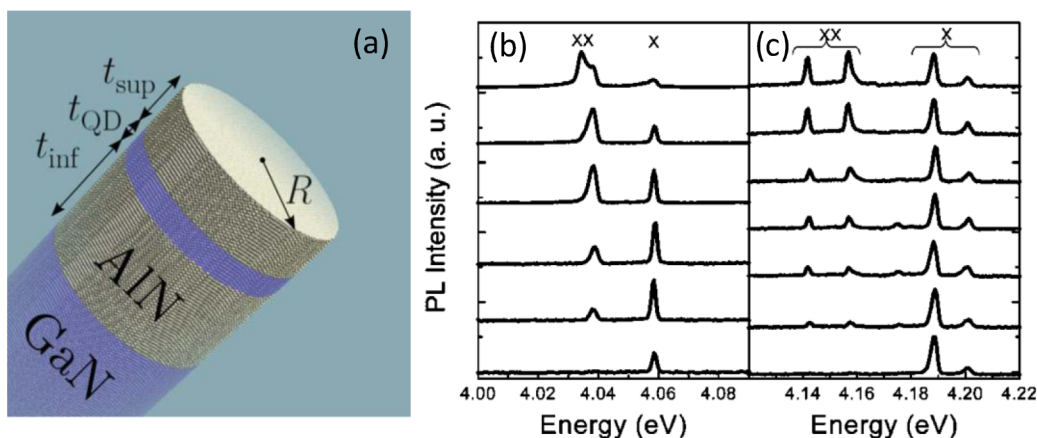 (a)
t_sup
t_QD
t_inf
R
AlN
GaN
(b)
XX
X
(c)
XX
X
PL Intensity (a. u.)
4.00 4.02 4.04 4.06 4.08
4.14 4.16 4.18 4.20 4.22
Energy (eV)
Energy (eV)